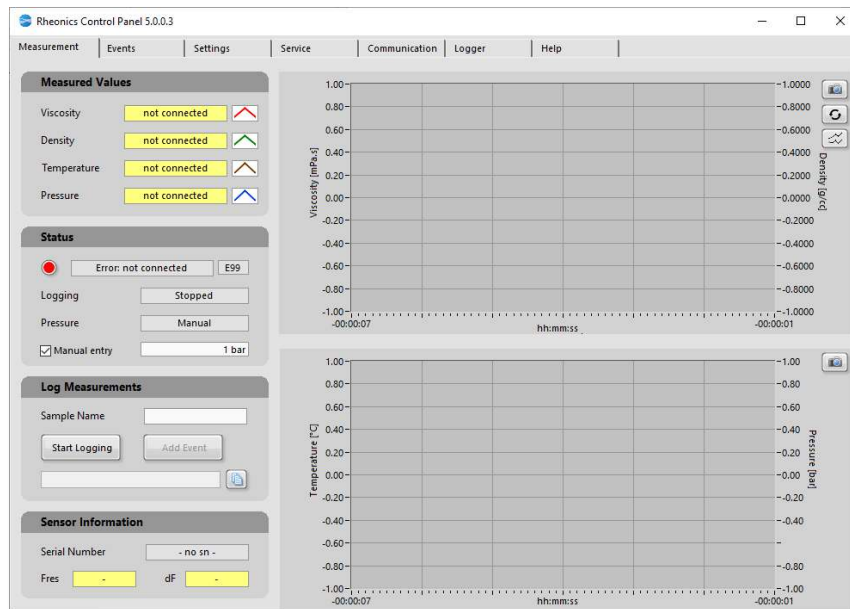 Rheonics Control Panel 5.0.0.3
Measurement Events Settings Service Communication Logger Help
Measured Values
Viscosity not connected
Density not connected
Temperature not connected
Pressure not connected
Status
Error: not connected E99
Logging Stopped
Pressure Manual
Manual entry 1 bar
Log Measurements
Sample Name
Start Logging Add Event
Sensor Information
Serial Number - no sn -
Fres - dF -
Viscosity [mPa.s]
1.00
0.80
0.60
0.40
0.20
0.00
-0.20
-0.40
-0.60
-0.80
-1.00
-00:00:07 hh:mm:ss -00:00:01
1.0000
0.8000
0.6000
0.4000
0.2000
0.0000
-0.2000
-0.4000
-0.6000
-0.8000
-1.0000
Density [g/cc]
Temperature [°C]
1.00
0.80
0.60
0.40
0.20
0.00
-0.20
-0.40
-0.60
-0.80
-1.00
-00:00:07 hh:mm:ss -00:00:01
1.00
0.80
0.60
0.40
0.20
0.00
-0.20
-0.40
-0.80
-1.00
Pressure [bar]